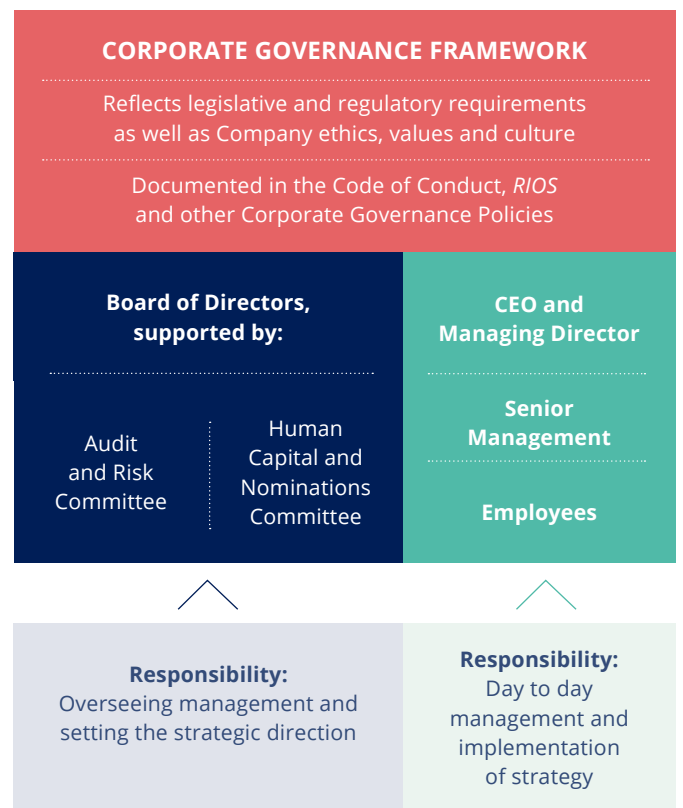 CORPORATE GOVERNANCE FRAMEWORK
Reflects legislative and regulatory requirements
as well as Company ethics, values and culture
Documented in the Code of Conduct, RIOS
and other Corporate Governance Policies
Board of Directors,
supported by:
Audit
and Risk
Committee
Human
Capital and
Nominations
Committee
CEO and
Managing Director
Senior
Management
Employees
Responsibility:
Overseeing management and
setting the strategic direction
Responsibility:
Day to day
management and
implementation
of strategy